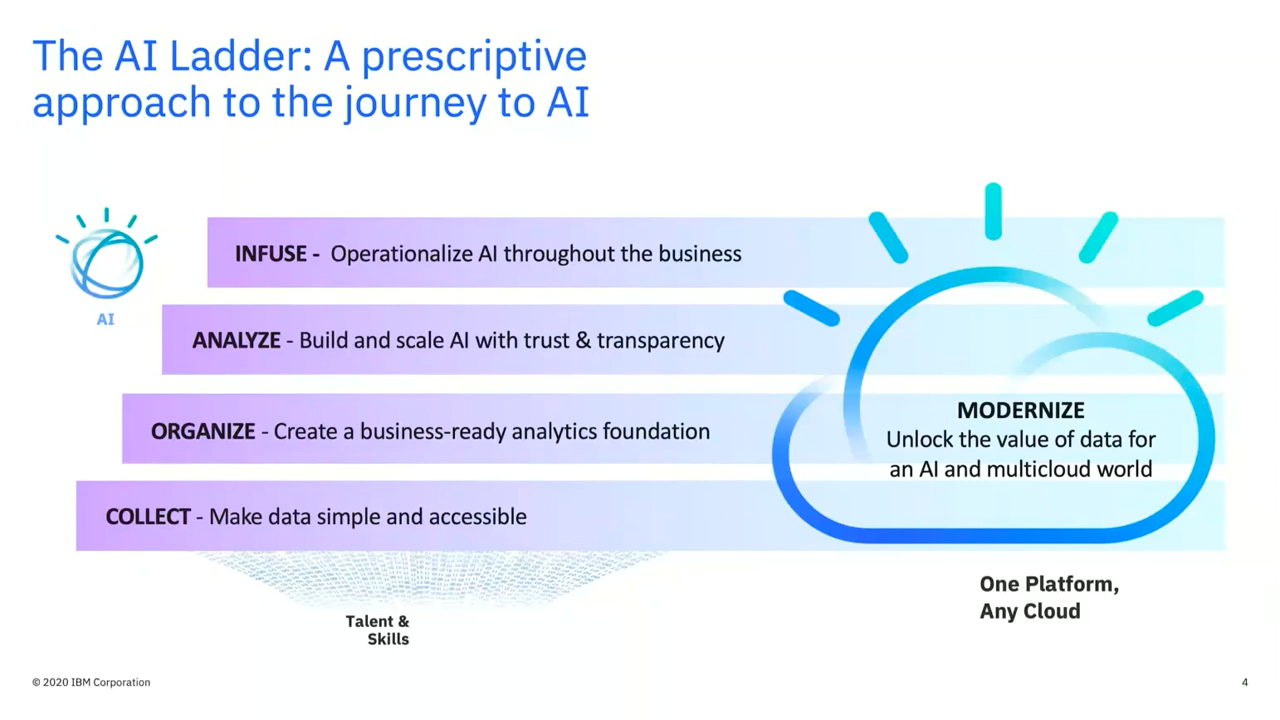 The AI Ladder: A prescriptive
approach to the journey to AI
INFUSE - Operationalize AI throughout the business
AI
ANALYZE - Build and scale AI with trust & transparency
ORGANIZE - Create a business-ready analytics foundation
COLLECT - Make data simple and accessible
MODERNIZE
Unlock the value of data for
an AI and multicloud world
Talent &
Skills
One Platform,
Any Cloud
© 2020 IBM Corporation
4